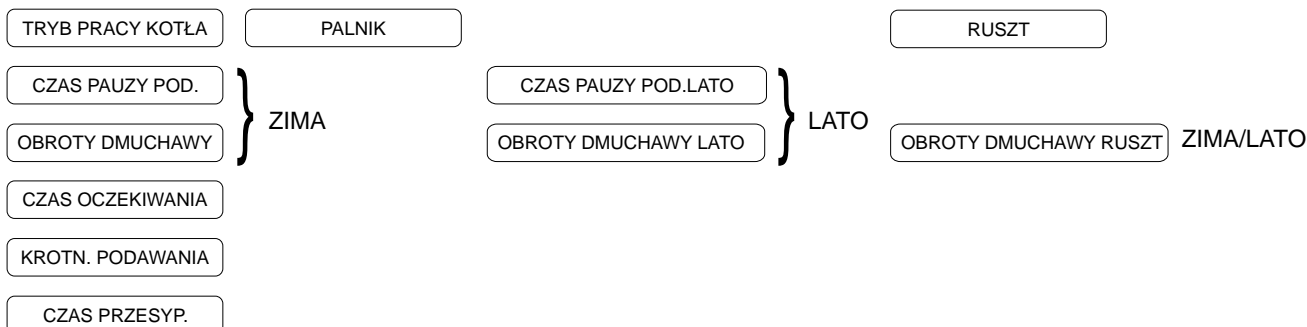 TRYB PRACY KOTŁA PALNIK RUSZT
CZAS PAUZY POD. CZAS PAUZY POD.LATO
ZIMA LATO
OBROTY DMUCHAWY OBROTY DMUCHAWY LATO OBROTY DMUCHAWY RUSZT ZIMA/LATO
CZAS OCZEKIWANIA
KROTN. PODAWANIA
CZAS PRZESYP.